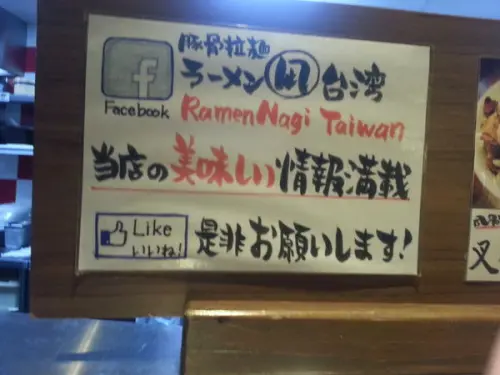 豚骨拉麺
f
ラーメン 凪 台湾
Facebook
RamenNagi Taiwan
当店の美味しい情報満載
Like
いいね!
是非お願いします!
叉